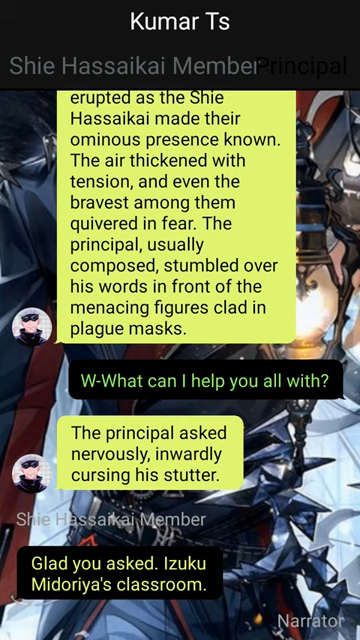 Kumar Ts
Shie Hassaikai Member
Principal
erupted as the Shie
Hassaikai made their
ominous presence known.
The air thickened with
tension, and even the
bravest among them
quivered in fear. The
principal, usually
composed, stumbled over
his words in front of the
menacing figures clad in
plague masks.
W-What can I help you all with?
The principal asked
nervously, inwardly
cursing his stutter.
Shie Hassaikai Member
Glad you asked. Izuku
Midoriya's classroom.
Narrator